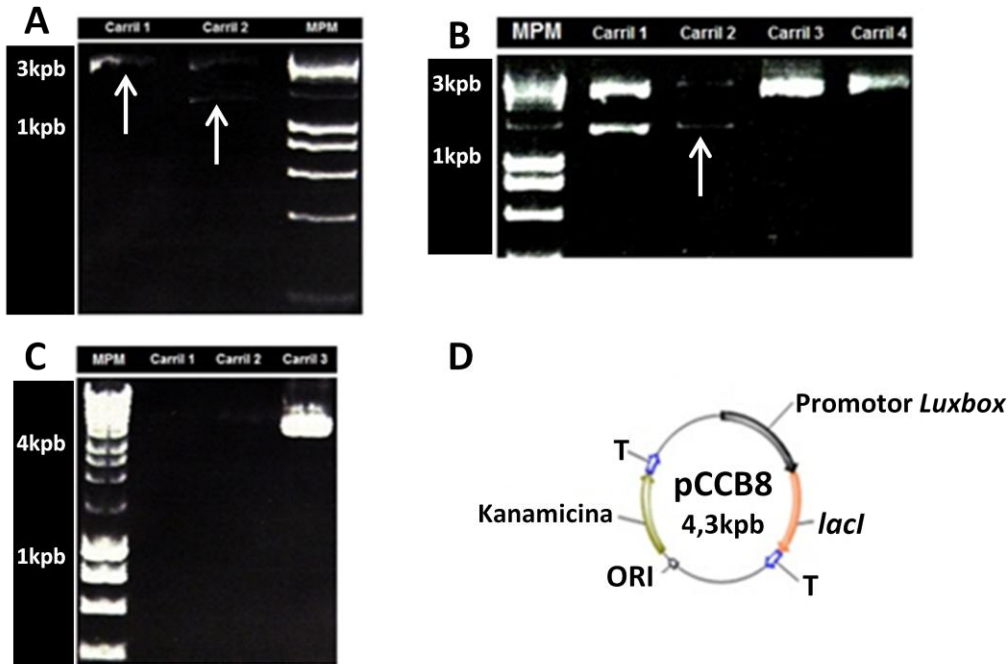 A
Carril 1 Carril 2 MPM
3kpb
1kpb
B
MPM Carril 1 Carril 2 Carril 3 Carril 4
3kpb
1kpb
C
MPM Carril 1 Carril 2 Carril 3
4kpb
1kpb
D
Promotor Luxbox
T
pCCB8
4,3kpb
Kanamicina
lacI
ORI
T